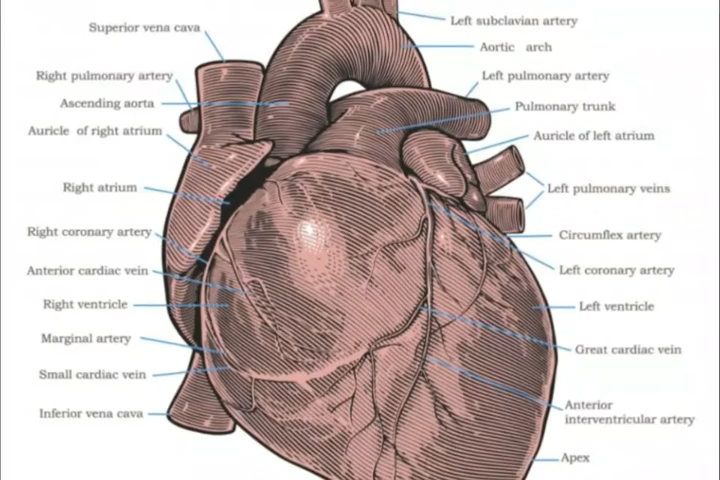 Superior vena cava
Right pulmonary artery
Ascending aorta
Auricle of right atrium
Right atrium
Right coronary artery
Anterior cardiac vein
Right ventricle
Marginal artery
Small cardiac vein
Inferior vena cava
Left subclavian artery
Aortic arch
Left pulmonary artery
Pulmonary trunk
Auricle of left atrium
Left pulmonary veins
Circumflex artery
Left coronary artery
Left ventricle
Great cardiac vein
Anterior
interventricular artery
Apex